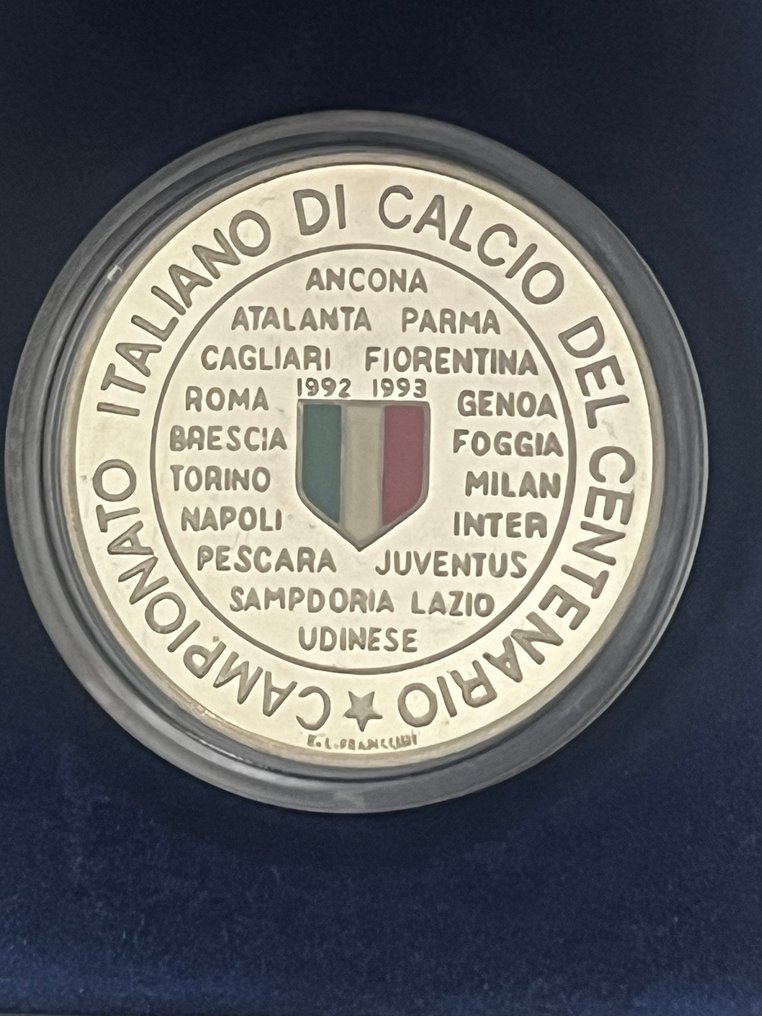 CAMPIONATO ITALIANO DI CALCIO DEL CENTENARIO
ANCONA
ATALANTA PARMA
CAGLIARI FIORENTINA
1992 1993
ROMA GENOA
BRESCIA FOGGIA
TORINO MILAN
NAPOLI INTER
PESCARA JUVENTUS
SAMPDORIA LAZIO
UDINESE